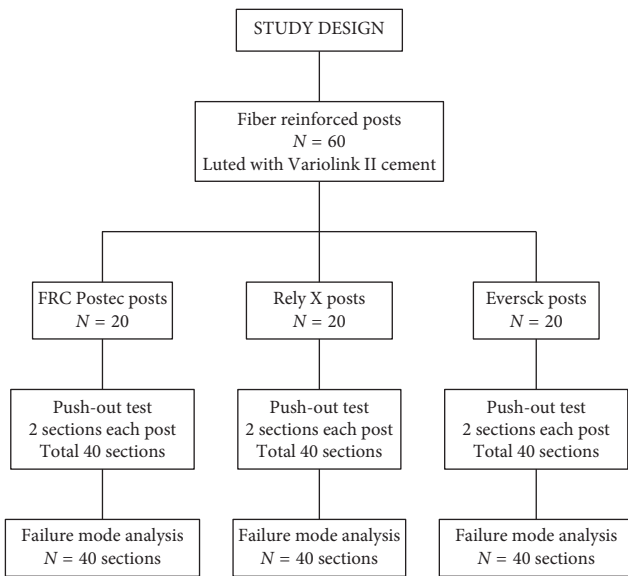 STUDY DESIGN
Fiber reinforced posts
N = 60
Luted with Variolink II cement
FRC Postec posts
N = 20
Rely X posts
N = 20
Eversck posts
N = 20
Push-out test
2 sections each post
Total 40 sections
Push-out test
2 sections each post
Total 40 sections
Push-out test
2 sections each post
Total 40 sections
Failure mode analysis
N = 40 sections
Failure mode analysis
N = 40 sections
Failure mode analysis
N = 40 sections